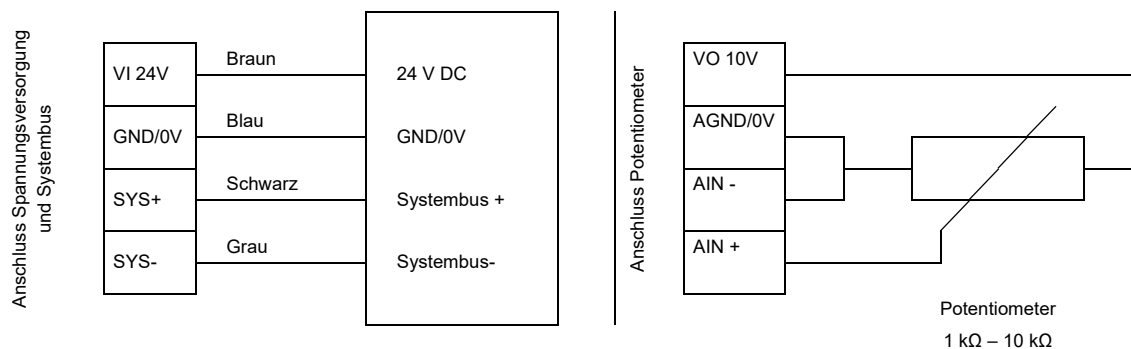 Anschluss Spannungsversorgung
und Systembus
VI 24V
Braun
24 V DC
GND/0V
Blau
GND/0V
SYS+
Schwarz
Systembus +
SYS-
Grau
Systembus-
Anschluss Potentiometer
VO 10V
AGND/0V
AIN -
AIN +
Potentiometer
1 kΩ – 10 kΩ